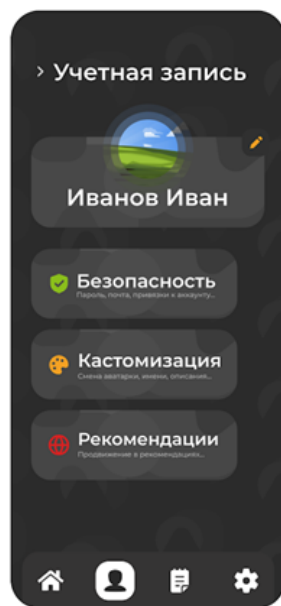 Учетная запись
Иванов Иван
Безопасность
Пароль, почта, привязки к аккаунту...
Кастомизация
Смена аватарки, имени, описания...
Рекомендации
Продвижение в рекомендациях...